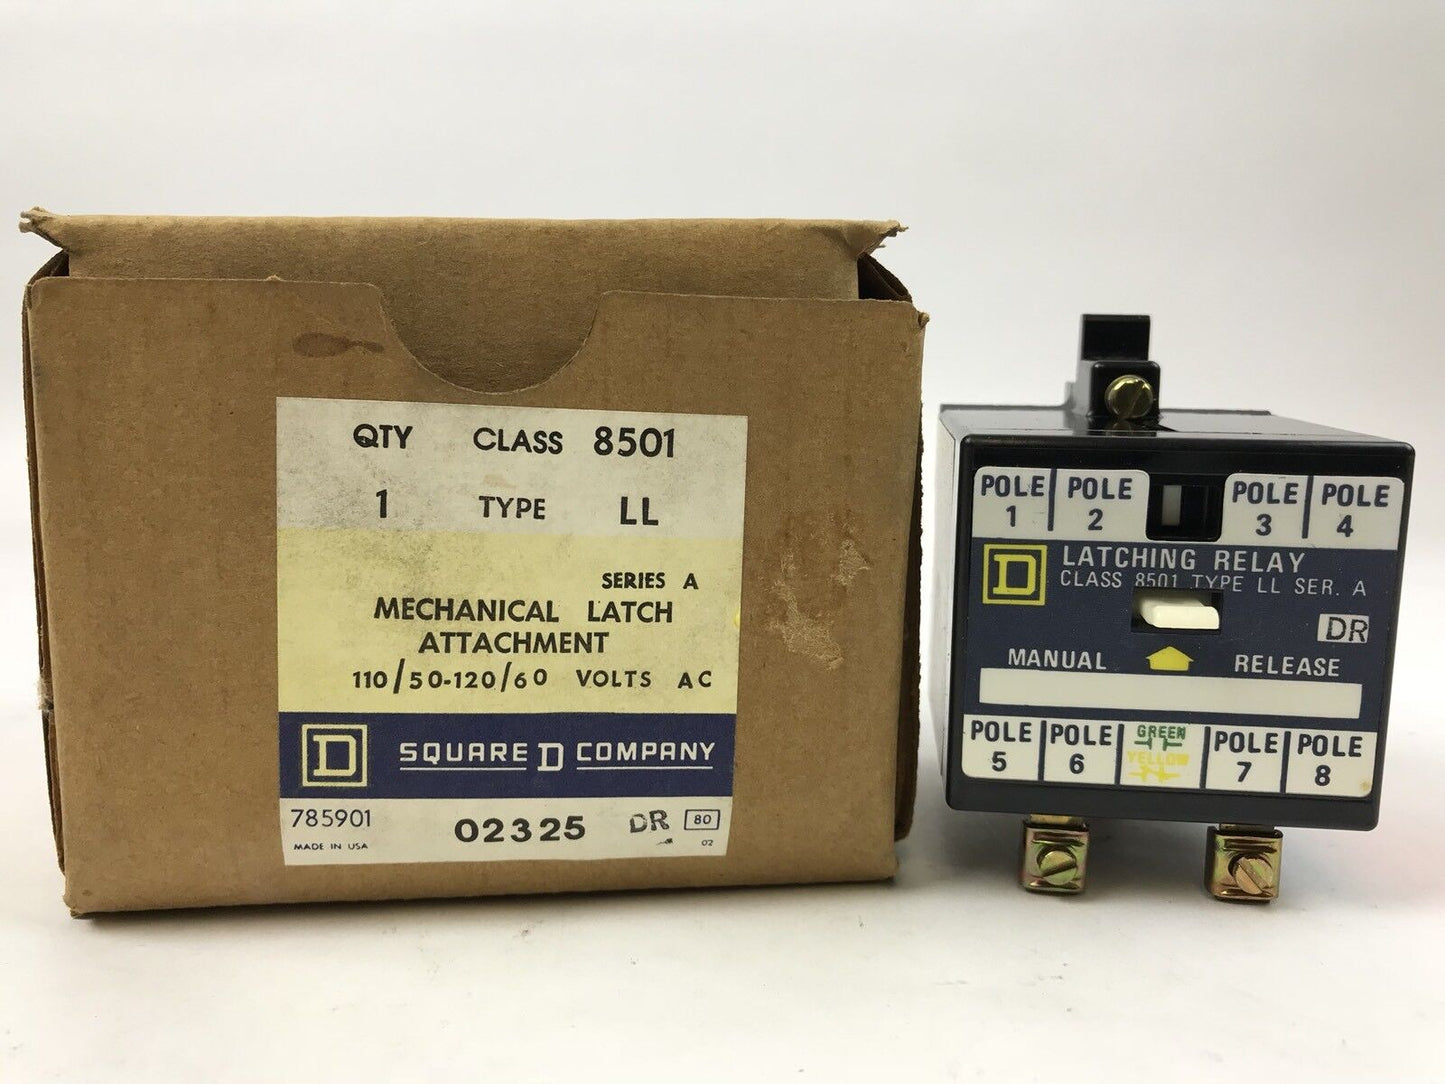 QTY CLASS 8501
1 TYPE LL
SERIES A
MECHANICAL LATCH
ATTACHMENT
110/50-120/60 VOLTS AC
D SQUARE D COMPANY
785901 02325 DR 80
MADE IN USA 02
POLE 1 POLE 2 POLE 3 POLE 4
D LATCHING RELAY
CLASS 8501 TYPE LL SER. A
DR
MANUAL RELEASE
POLE 5 POLE 6 GREEN YELLOW POLE 7 POLE 8